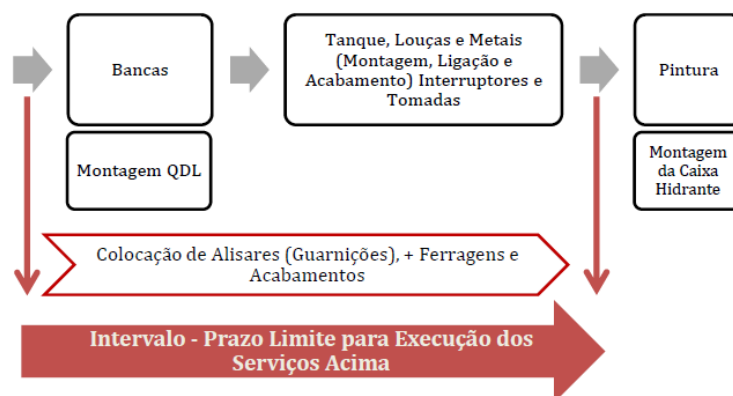 Bancas
Montagem QDL
Tanque, Louças e Metais
(Montagem, Ligação e
Acabamento) Interruptores e
Tomadas
Pintura
Montagem
da Caixa
Hidrante
Colocação de Alisares (Guarnições), + Ferragens e
Acabamentos
Intervalo - Prazo Limite para Execução dos
Serviços Acima